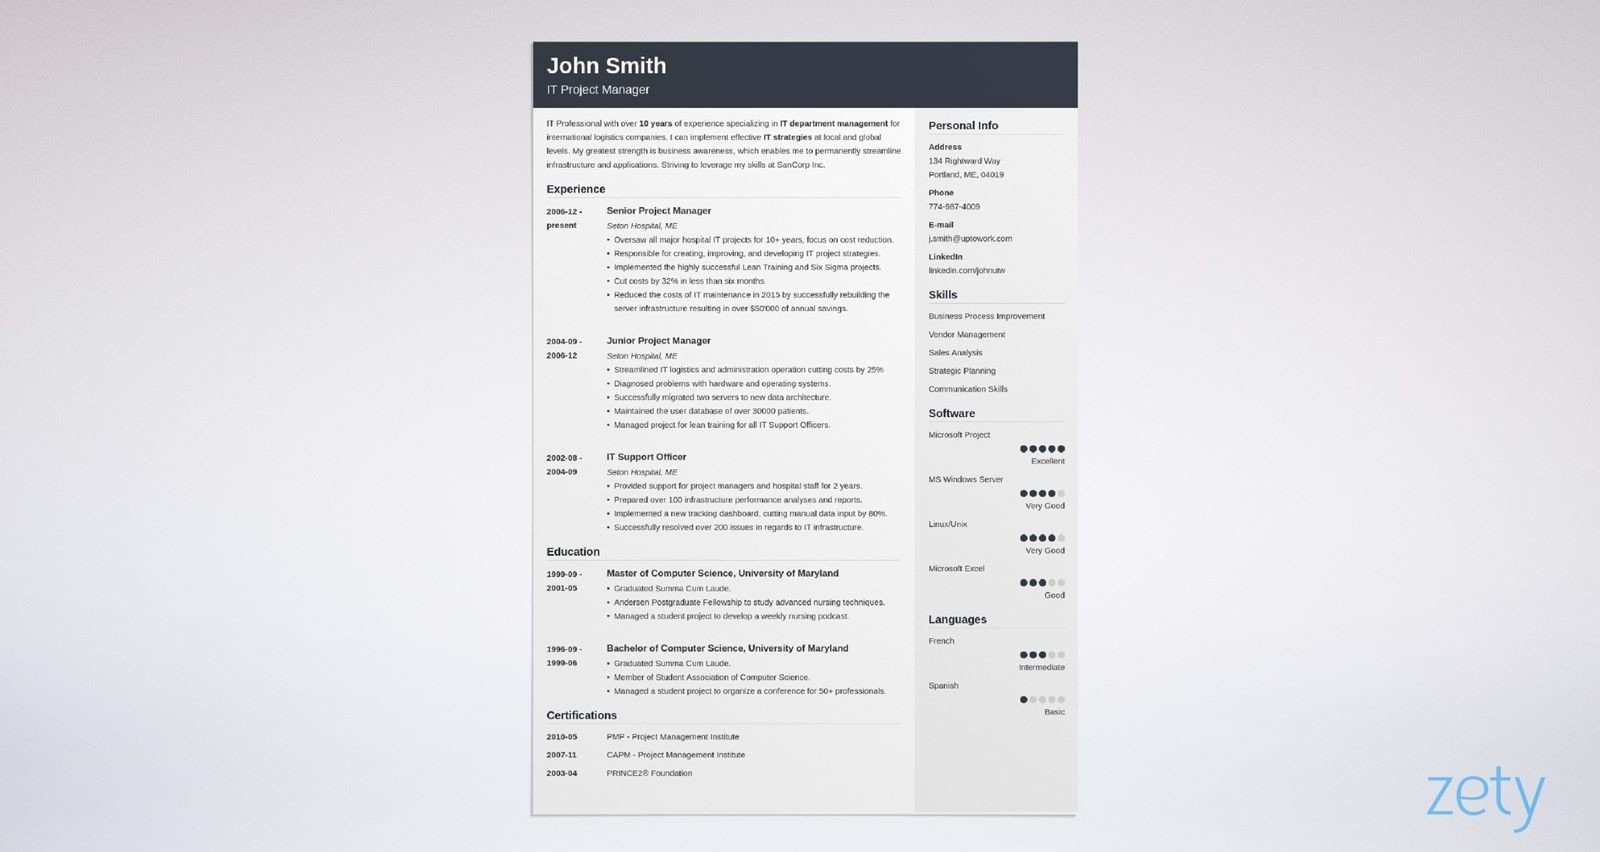 John Smith
IT Project Manager
IT Professional with over 10 years of experience specializing in IT department management for
international logistics companies. I can implement effective IT strategies at local and global
levels. My greatest strength is business awareness, which enables me to permanently streamline
infrastructure and applications. Striving to leverage my skills at SanCorp Inc.
Experience
2006-12 -
present
Senior Project Manager
Seton Hospital, ME
• Oversaw all major hospital IT projects for 10+ years, focus on cost reduction.
• Responsible for creating, improving, and developing IT project strategies.
• Implemented the highly successful Lean Training and Six Sigma projects.
• Cut costs by 32% in less than six months.
• Reduced the costs of IT maintenance in 2015 by successfully rebuilding the
server infrastructure resulting in over $50'000 of annual savings.
2004-09 -
2006-12
Junior Project Manager
Seton Hospital, ME
• Streamlined IT logistics and administration operation cutting costs by 25%
• Diagnosed problems with hardware and operating systems.
• Successfully migrated two servers to new data architecture.
• Maintained the user database of over 30000 patients.
• Managed project for lean training for all IT Support Officers.
2002-08 -
2004-09
IT Support Officer
Seton Hospital, ME
• Provided support for project managers and hospital staff for 2 years.
• Prepared over 100 infrastructure performance analyses and reports.
• Implemented a new tracking dashboard, cutting manual data input by 80%.
• Successfully resolved over 200 issues in regards to IT infrastructure.
Education
1999-09 -
2001-05
Master of Computer Science, University of Maryland
• Graduated Summa Cum Laude.
• Andersen Postgraduate Fellowship to study advanced nursing techniques.
• Managed a student project to develop a weekly nursing podcast.
1996-09 -
1999-06
Bachelor of Computer Science, University of Maryland
• Graduated Summa Cum Laude.
• Member of Student Association of Computer Science.
• Managed a student project to organize a conference for 50+ professionals.
Certifications
2010-05 PMP - Project Management Institute
2007-11 CAPM - Project Management Institute
2003-04 PRINCE2® Foundation
Personal Info
Address
134 Rightward Way
Portland, ME, 04019
Phone
774-987-4009
E-mail
j.smith@uptowork.com
LinkedIn
linkedin.com/johnutw
Skills
Business Process Improvement
Vendor Management
Sales Analysis
Strategic Planning
Communication Skills
Software
Microsoft Project
Excellent
MS Windows Server
Very Good
Linux/Unix
Very Good
Microsoft Excel
Good
Languages
French
Intermediate
Spanish
Basic
zety